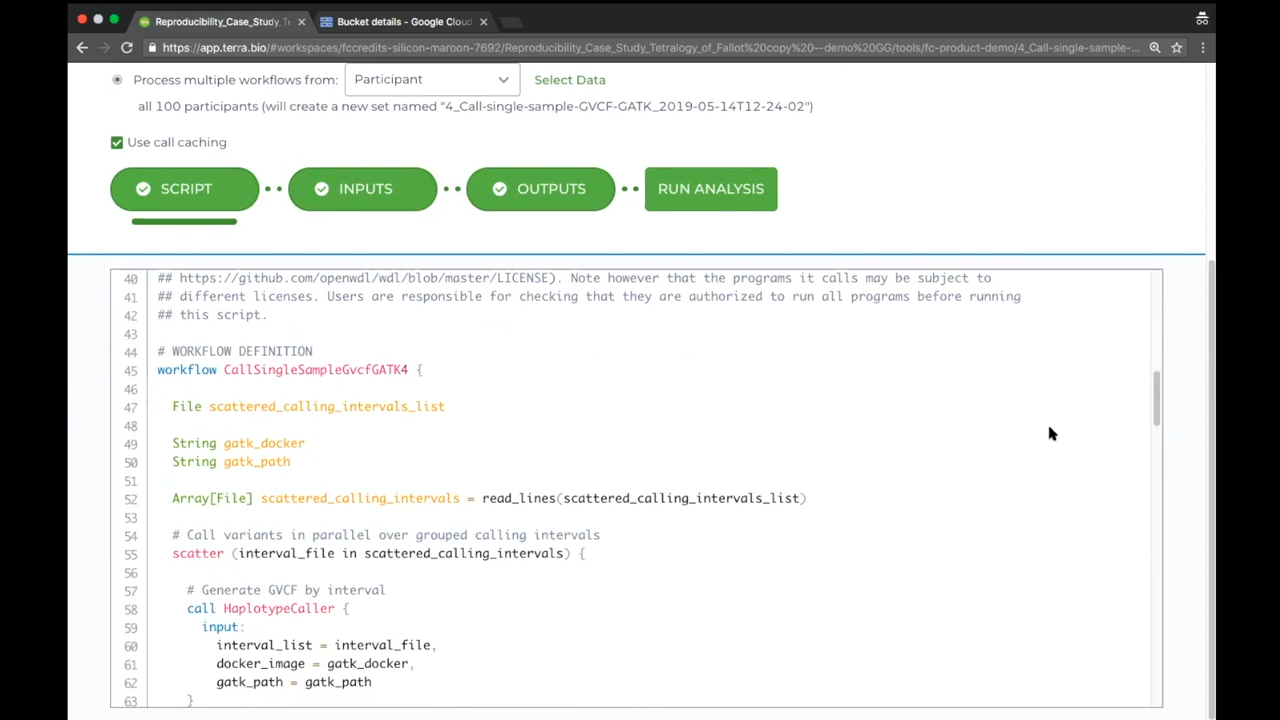 Reproducibility_Case_Study_Te
Bucket details - Google Cloud
https://app.terra.bio/#workspaces/fccredits-silicon-maroon-7692/Reproducibility_Case_Study_Tetralogy_of_Fallot%20copy%20--demo%20GG/tools/fc-product-demo/4_Call-single-sample-...
Process multiple workflows from: Participant Select Data
all 100 participants (will create a new set named "4_Call-single-sample-GVCF-GATK_2019-05-14T12-24-02")
Use call caching
SCRIPT INPUTS OUTPUTS RUN ANALYSIS
40 ## https://github.com/openwdl/wdl/blob/master/LICENSE). Note however that the programs it calls may be subject to
41 ## different licenses. Users are responsible for checking that they are authorized to run all programs before running
42 ## this script.
43
44 # WORKFLOW DEFINITION
45 workflow CallSingleSampleGvcfGATK4 {
46
47 File scattered_calling_intervals_list
48
49 String gatk_docker
50 String gatk_path
51
52 Array[File] scattered_calling_intervals = read_lines(scattered_calling_intervals_list)
53
54 # Call variants in parallel over grouped calling intervals
55 scatter (interval_file in scattered_calling_intervals) {
56
57 # Generate GVCF by interval
58 call HaplotypeCaller {
59 input:
60 interval_list = interval_file,
61 docker_image = gatk_docker,
62 gatk_path = gatk_path
63 }